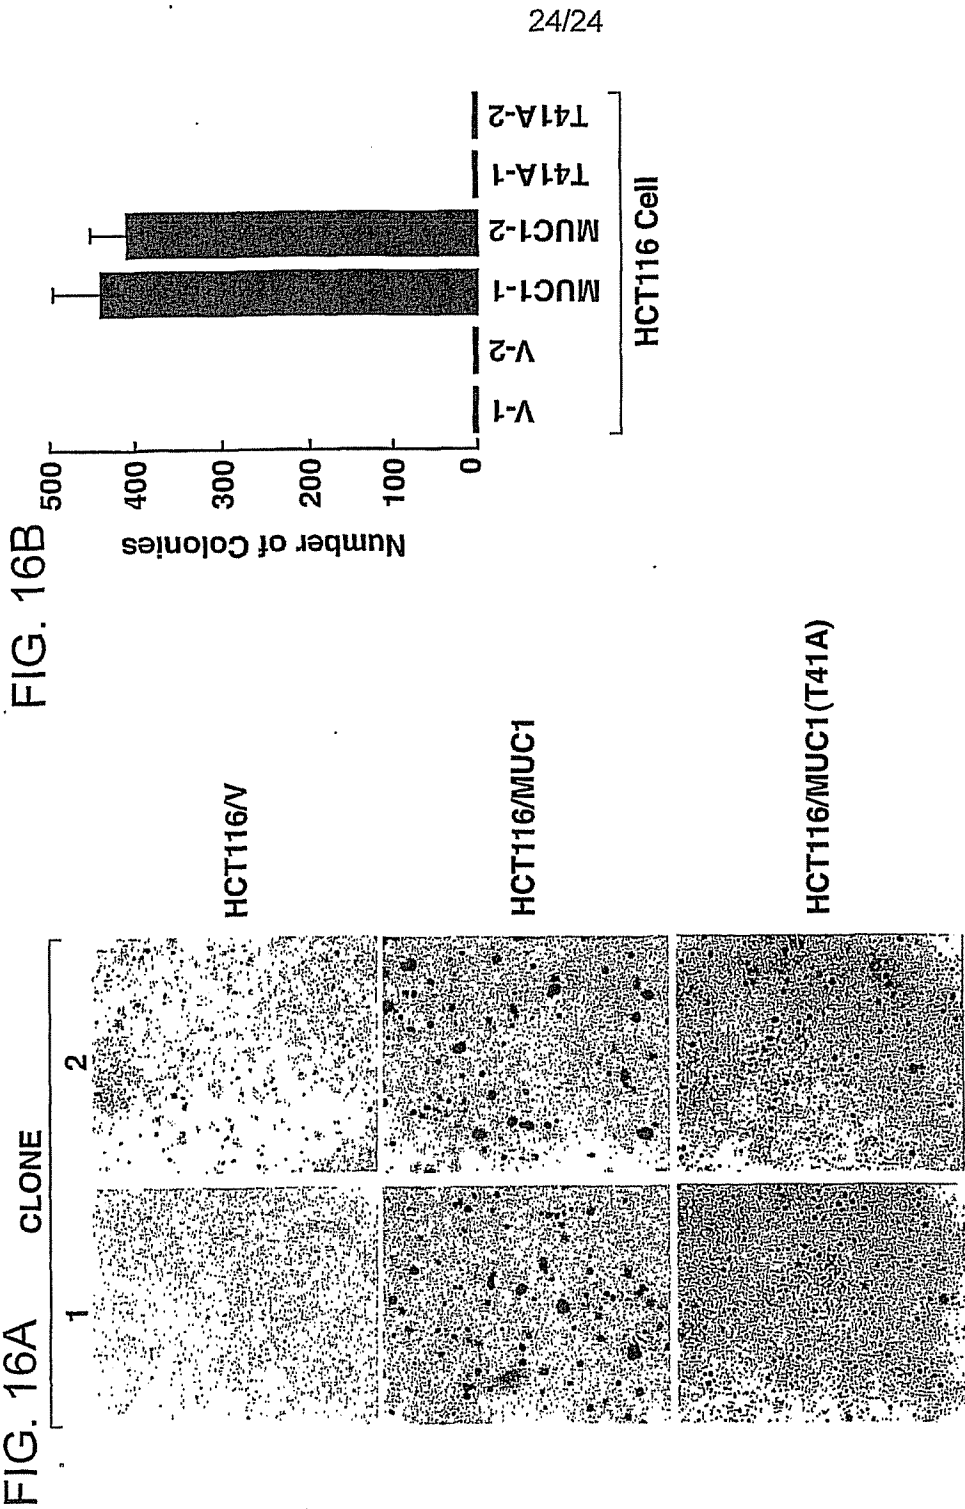 24/24
FIG. 16A
CLONE
1
2
HCT116/V
HCT116/MUC1
HCT116/MUC1(T41A)
FIG. 16B
Number of Colonies
500
400
300
200
100
0
V-1
V-2
MUC1-1
MUC1-2
T41A-1
T41A-2
HCT116 Cell